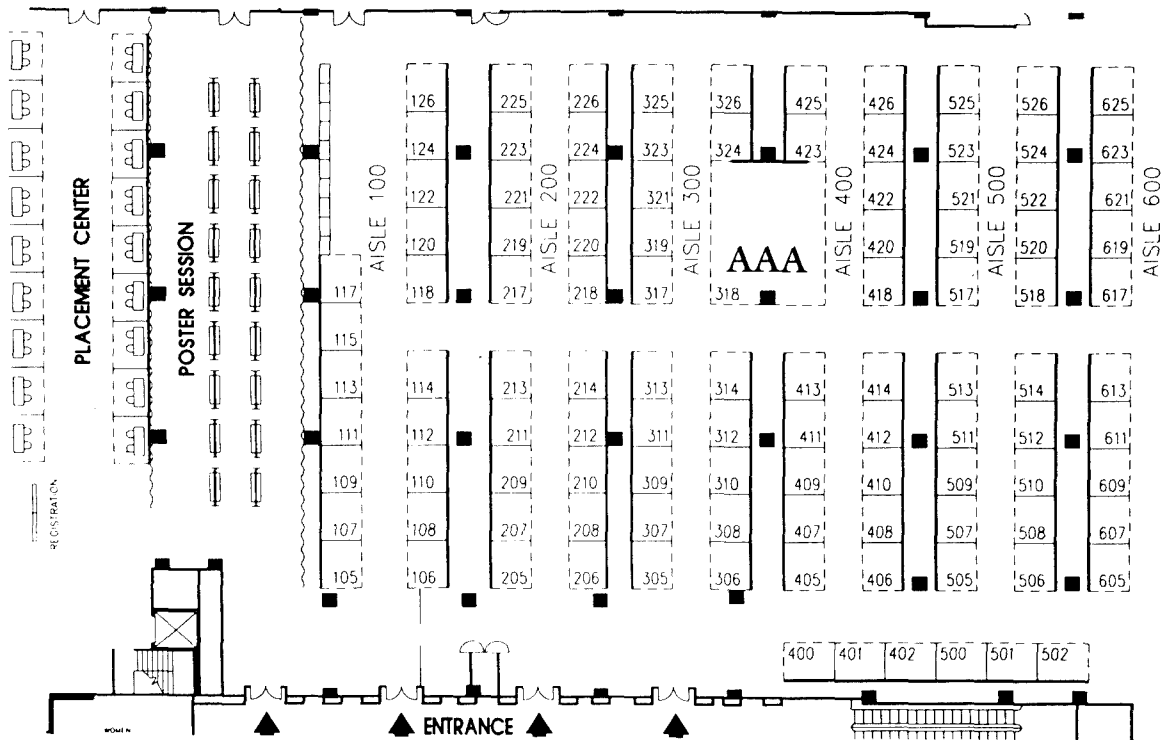 126 225 226 325 326 425 426 525 526 625
124 223 224 323 324 423 424 523 524 623
122 221 222 321 422 521 522 621
120 219 220 319 420 519 520 619
118 217 218 317 318 418 517 518 617
AISLE 100
AISLE 200
AISLE 300
AISLE 400
AISLE 500
AISLE 600
AAA
PLACEMENT CENTER
POSTER SESSION
117
115
113 114 213 214 313 314 413 414 513 514 613
111 112 211 212 311 312 411 412 511 512 611
109 110 209 210 309 310 409 410 509 510 609
107 108 207 208 307 308 407 408 507 508 607
105 106 205 206 305 306 405 406 505 506 605
REGISTRATION
400 401 402 500 501 502
WOMEN
ENTRANCE